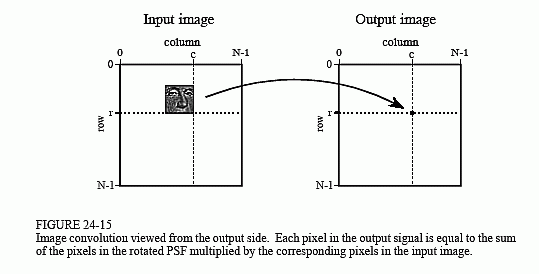 Input image
Output image
column
column
0
c
N-1
0
c
N-1
0
0
r
r
row
row
N-1
N-1
FIGURE 24-15
Image convolution viewed from the output side.  Each pixel in the output signal is equal to the sum
of the pixels in the rotated PSF multiplied by the corresponding pixels in the input image.